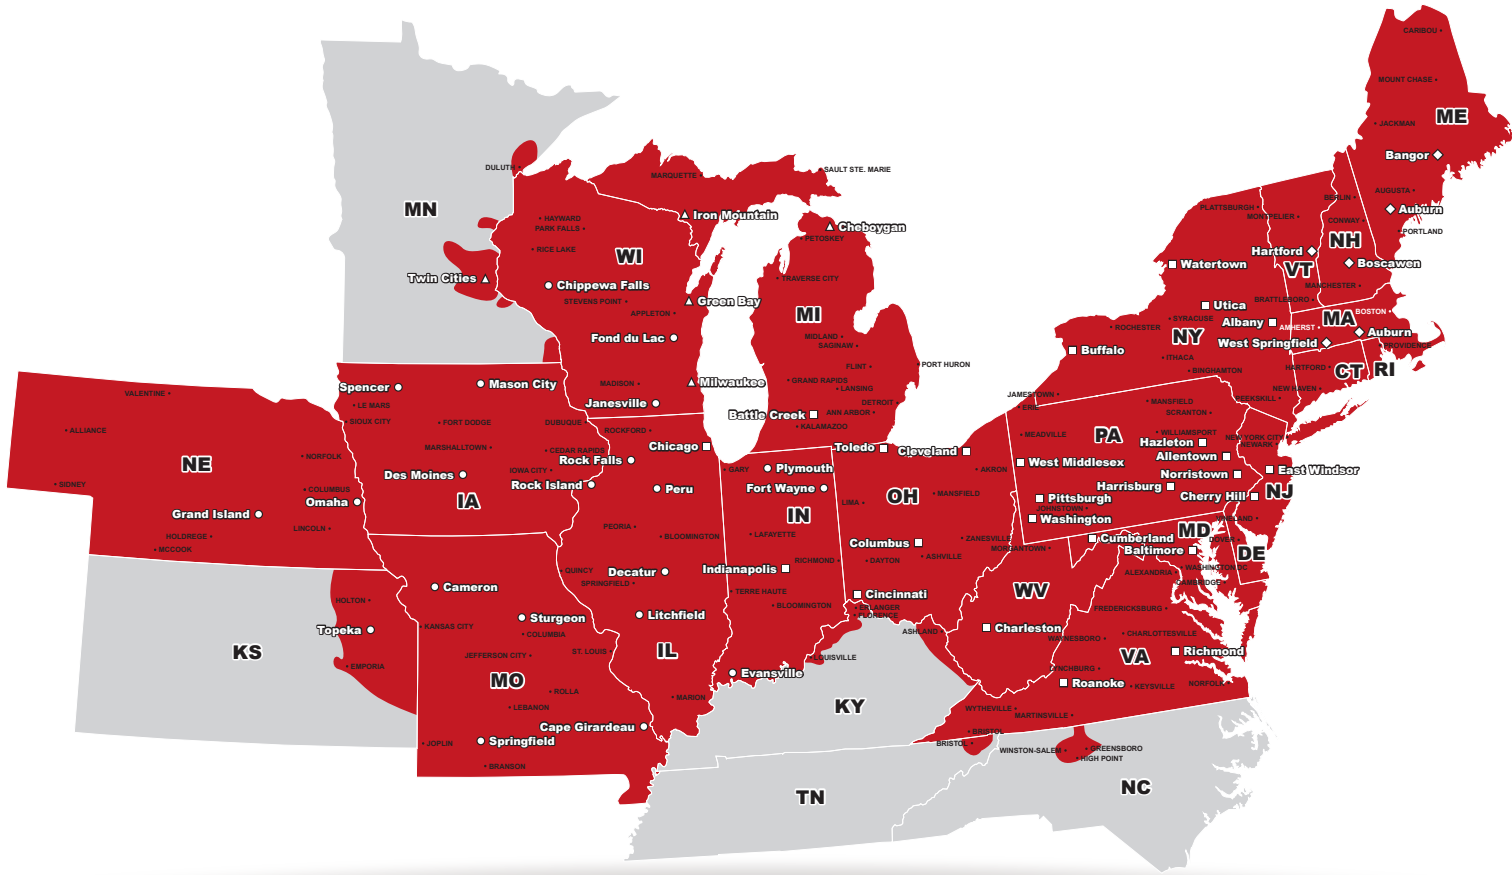 CARIBOU
MOUNT CHASE
ME
JACKMAN
Bangor
AUGUSTA
Auburn
PORTLAND
BERLIN
CONWAY
NH
Boscawen
MANCHESTER
PLATTSBURGH
MONTPELIER
Hartford
VT
BRATTLEBORO
Watertown
Utica
SYRACUSE
Albany
ROCHESTER
NY
Buffalo
ITHACA
BINGHAMTON
JAMESTOWN
PEEKSKILL
NEW YORK CITY
AMHERST
MA
BOSTON
Auburn
West Springfield
PROVIDENCE
HARTFORD
CT
RI
NEW HAVEN
DULUTH
MN
Twin Cities
MARQUETTE
SAULT STE. MARIE
Iron Mountain
Cheboygan
PETOSKEY
TRAVERSE CITY
MI
MIDLAND
SAGINAW
FLINT
PORT HURON
GRAND RAPIDS
LANSING
DETROIT
ANN ARBOR
Battle Creek
KALAMAZOO
HAYWARD
PARK FALLS
RICE LAKE
WI
Chippewa Falls
STEVENS POINT
Green Bay
APPLETON
Fond du Lac
MADISON
Milwaukee
Janesville
VALENTINE
ALLIANCE
NE
NORFOLK
SIDNEY
COLUMBUS
Omaha
Grand Island
LINCOLN
HOLDREGE
MCCOOK
Spencer
Mason City
LE MARS
SIOUX CITY
FORT DODGE
DUBUQUE
MARSHALLTOWN
CEDAR RAPIDS
IOWA CITY
Des Moines
IA
ROCKFORD
Chicago
Rock Falls
Rock Island
Peru
PEORIA
BLOOMINGTON
QUINCY
Decatur
SPRINGFIELD
Litchfield
IL
MARION
GARY
Plymouth
Fort Wayne
IN
LAFAYETTE
RICHMOND
Indianapolis
TERRE HAUTE
BLOOMINGTON
Evansville
Toledo
Cleveland
AKRON
LIMA
OH
MANSFIELD
Columbus
ZANESVILLE
DAYTON
ASHVILLE
Cincinnati
ERLANGER
FLORENCE
ASHLAND
LOUISVILLE
KY
ERIE
MEADVILLE
PA
MANSFIELD
SCRANTON
WILLIAMSPORT
Hazleton
Allentown
West Middlesex
Norristown
Harrisburg
Pittsburgh
JOHNSTOWN
Washington
NEWARK
East Windsor
NJ
Cherry Hill
VINELAND
MD
Cumberland
Baltimore
DOVER
DE
WASHINGTON DC
CAMBRIDGE
MORGANTOWN
WV
Charleston
ALEXANDRIA
FREDERICKSBURG
CHARLOTTESVILLE
WAYNESBORO
VA
Richmond
LYNCHBURG
Roanoke
KEYSVILLE
NORFOLK
WYTHEVILLE
MARTINSVILLE
BRISTOL
BRISTOL
WINSTON-SALEM
GREENSBORO
HIGH POINT
NC
TN
HOLTON
Topeka
KS
EMPORIA
Cameron
KANSAS CITY
Sturgeon
COLUMBIA
JEFFERSON CITY
ST. LOUIS
MO
ROLLA
LEBANON
Cape Girardeau
JOPLIN
Springfield
BRANSON